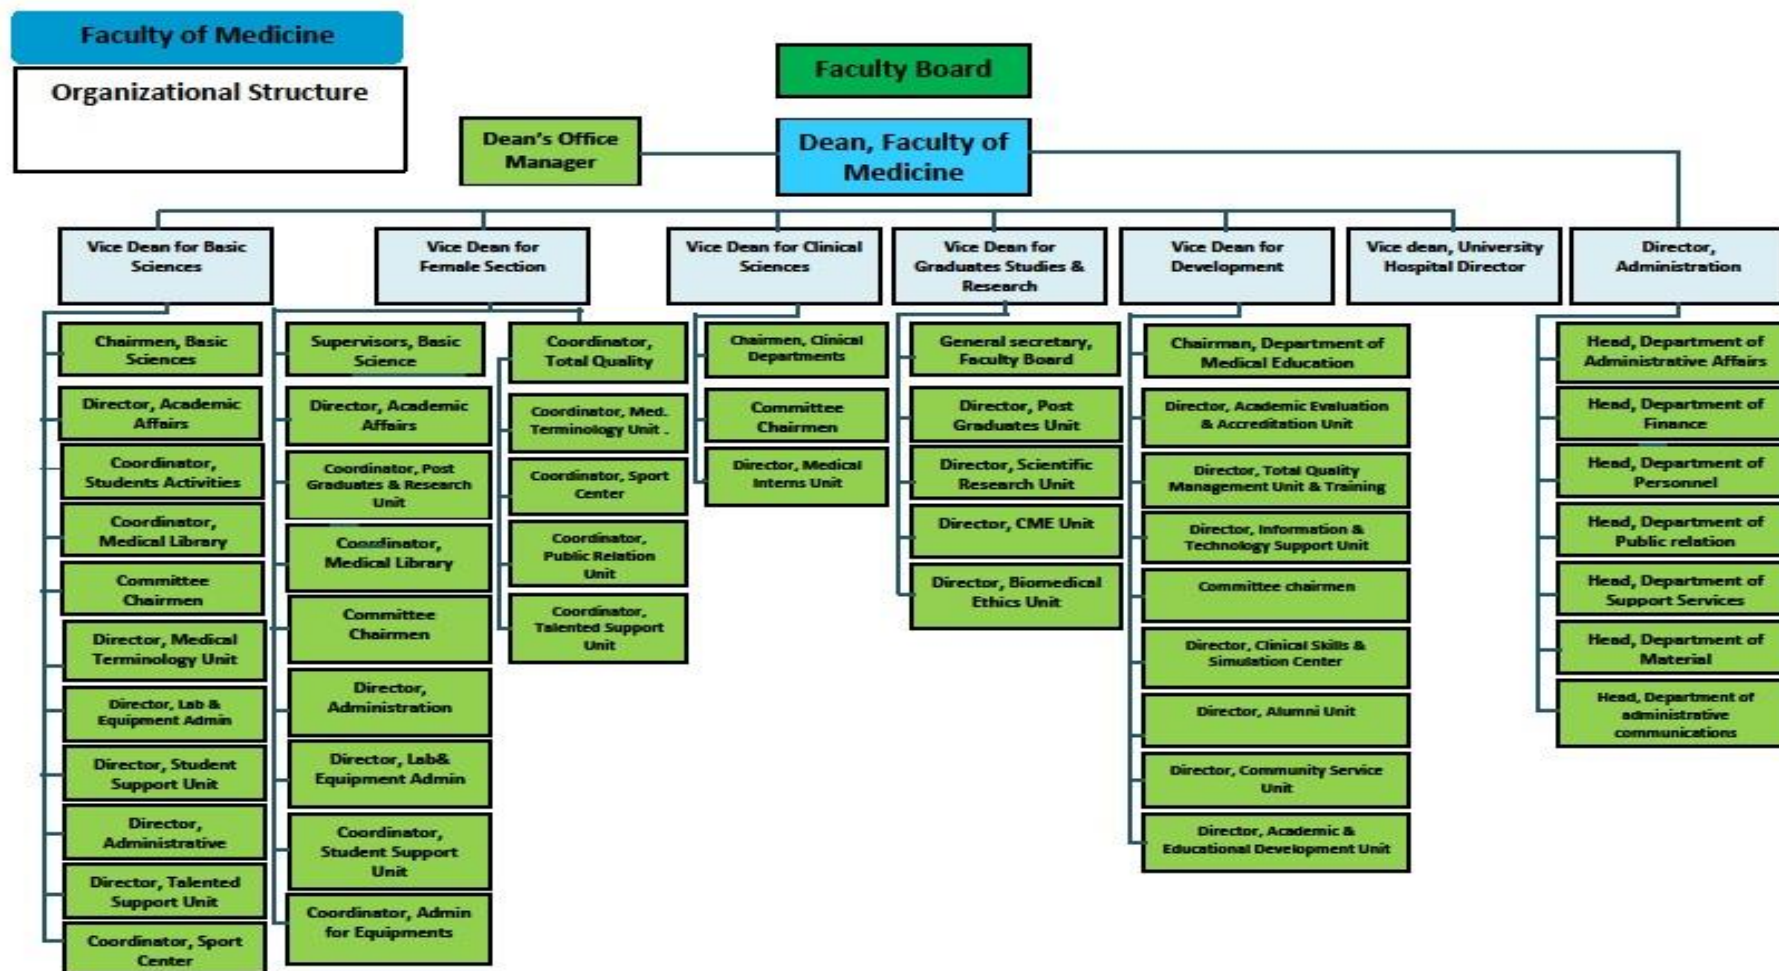 Faculty of Medicine
Organizational Structure
Faculty Board
Dean's Office
Manager
Dean, Faculty of
Medicine
Vice Dean for Basic
Sciences
Vice Dean for
Female Section
Vice Dean for Clinical
Sciences
Vice Dean for
Graduates Studies &
Research
Vice Dean for
Development
Vice dean, University
Hospital Director
Director,
Administration
Chairmen, Basic
Sciences
Director, Academic
Affairs
Coordinator,
Students Activities
Coordinator,
Medical Library
Committee
Chairmen
Director, Medical
Terminology Unit
Director, Lab &
Equipment Admin
Director, Student
Support Unit
Director,
Administrative
Director, Talented
Support Unit
Coordinator, Sport
Center
Supervisors, Basic
Science
Director, Academic
Affairs
Coordinator, Post
Graduates & Research
Unit
Coordinator,
Medical Library
Committee
Chairmen
Director,
Administration
Director, Lab&
Equipment Admin
Coordinator,
Student Support
Unit
Coordinator, Admin
for Equipments
Coordinator,
Total Quality
Coordinator, Med.
Terminology Unit .
Coordinator, Sport
Center
Coordinator,
Public Relation
Unit
Coordinator,
Talented Support
Unit
Chairmen, Clinical
Departments
Committee
Chairmen
Director, Medical
Interns Unit
General secretary,
Faculty Board
Director, Post
Graduates Unit
Director, Scientific
Research Unit
Director, CME Unit
Director, Biomedical
Ethics Unit
Chairman, Department of
Medical Education
Director, Academic Evaluation
& Accreditation Unit
Director, Total Quality
Management Unit & Training
Director, Information &
Technology Support Unit
Committee chairmen
Director, Clinical Skills &
Simulation Center
Director, Alumni Unit
Director, Community Service
Unit
Director, Academic &
Educational Development Unit
Head, Department of
Administrative Affairs
Head, Department of
Finance
Head, Department of
Personnel
Head, Department of
Public relation
Head, Department of
Support Services
Head, Department of
Material
Head, Department of
administrative
communications